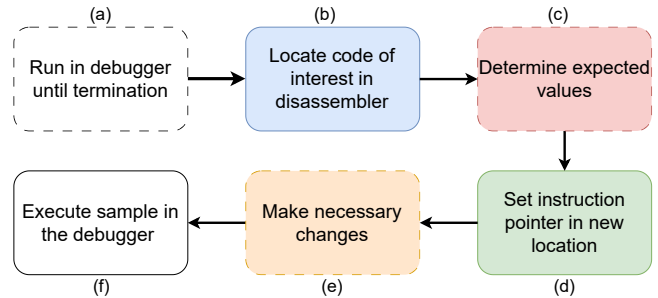 (a)
(b)
(c)
Run in debugger
until termination
Locate code of
interest in
disassembler
Determine expected
values
Execute sample in
the debugger
Make necessary
changes
Set instruction
pointer in new
location
(f)
(e)
(d)